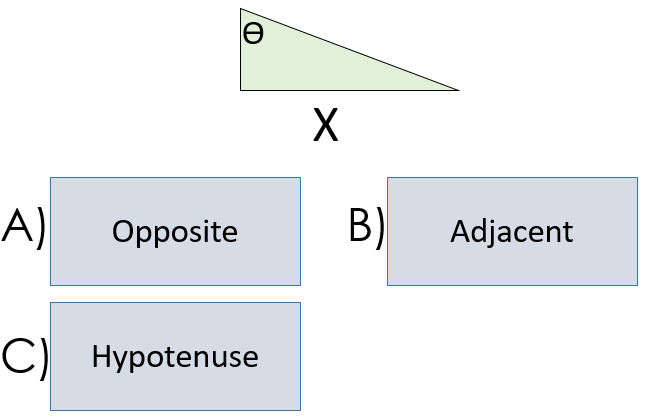 ϴ
X
A) Opposite
B) Adjacent
C) Hypotenuse